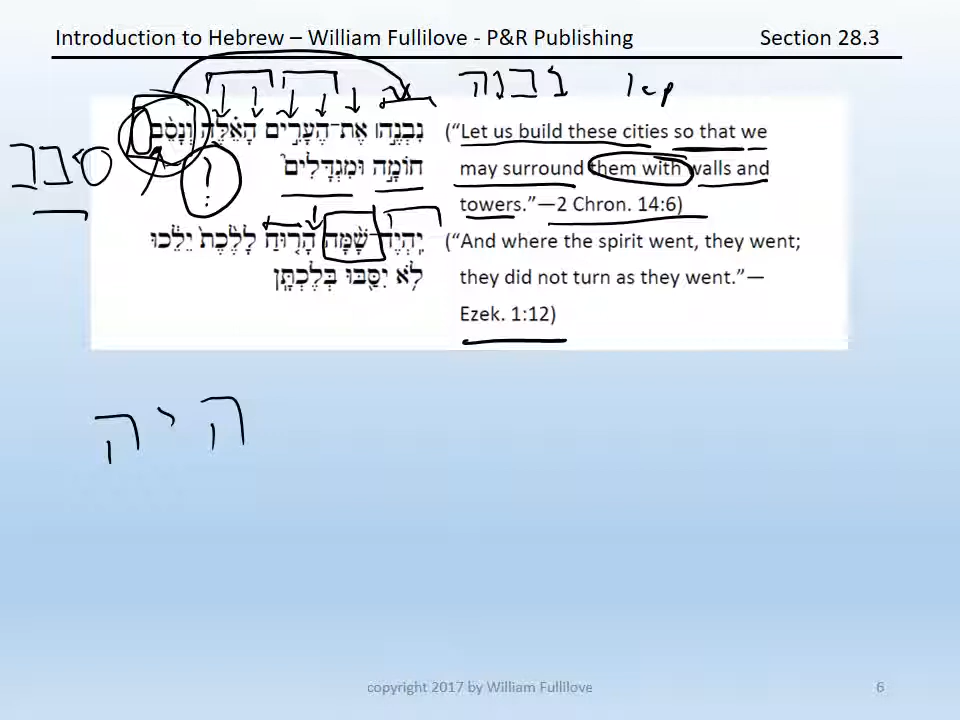 Introduction to Hebrew – William Fullilove - P&R Publishing Section 28.3
נבנה 1cp
נִבְנֶ֣ה׀ אֶת־הֶעָרִ֣ים הָאֵ֗לֶּה וְנָסֵ֨ב
חוֹמָ֣ה וּמִגְדָּלִים֮
("Let us build these cities so that we
may surround them with walls and
towers."—2 Chron. 14:6)
סבב
?
יִֽהְיֶה־שָׁ֨מָּה הָר֤וּחַ לָלֶ֙כֶת֙ יֵלֵ֔כוּ
לֹ֥א יִסַּ֖בּוּ בְּלֶכְתָּֽן
("And where the spirit went, they went;
they did not turn as they went."—
Ezek. 1:12)
היה
copyright 2017 by William Fullilove 6